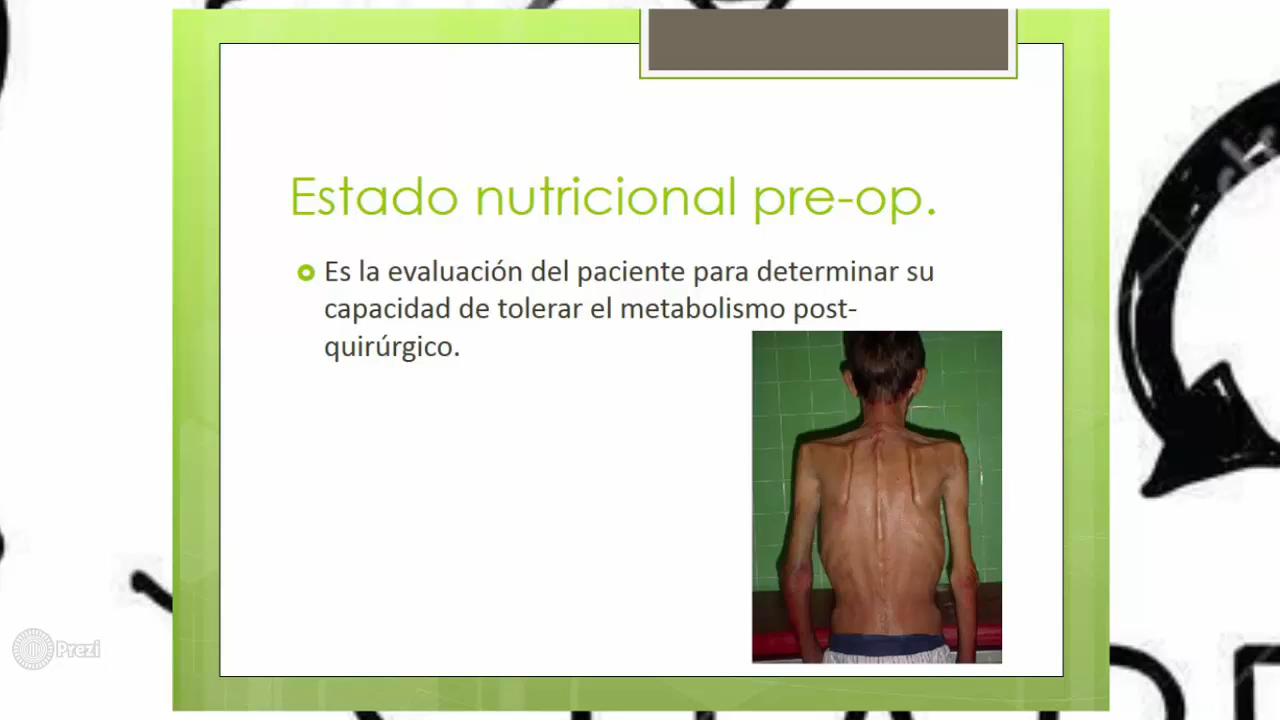 Estado nutricional pre-op.
Es la evaluación del paciente para determinar su
capacidad de tolerar el metabolismo post-
quirúrgico.
Prezi